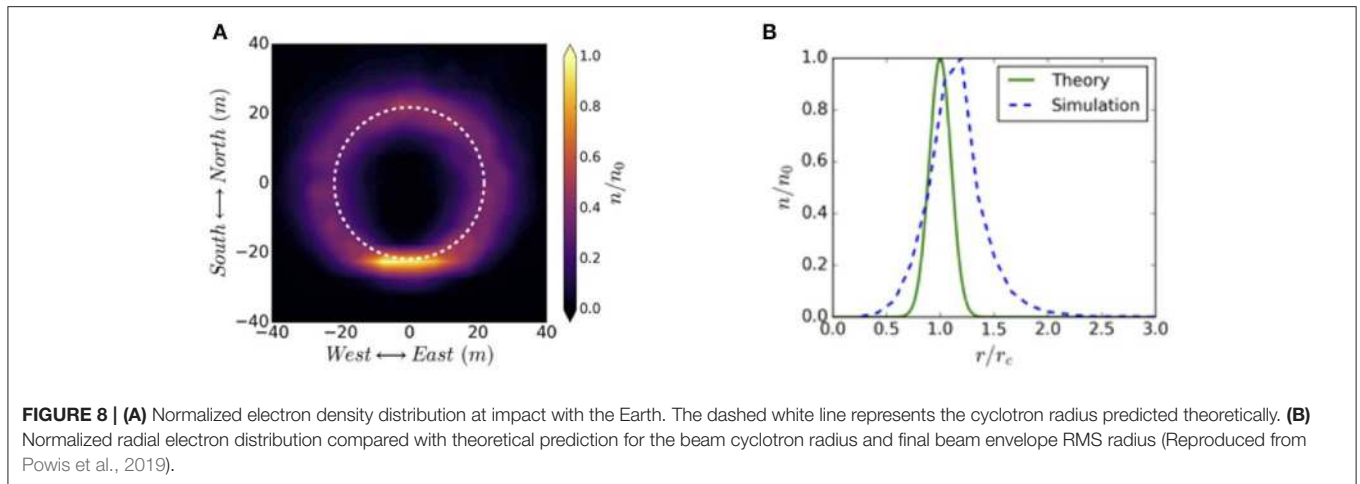 A
40
20
0
−20
−40
−40
−20
0
20
40
South ⟷ North (m)
West ⟷ East (m)
1.0
0.8
0.6
0.4
0.2
0.0
n/n₀
B
1.0
0.8
0.6
0.4
0.2
0.0
n/n₀
0.0
0.5
1.0
1.5
2.0
2.5
3.0
r/r_c
Theory
Simulation
FIGURE 8 | (A) Normalized electron density distribution at impact with the Earth. The dashed white line represents the cyclotron radius predicted theoretically. (B)
Normalized radial electron distribution compared with theoretical prediction for the beam cyclotron radius and final beam envelope RMS radius (Reproduced from
Powis et al., 2019).